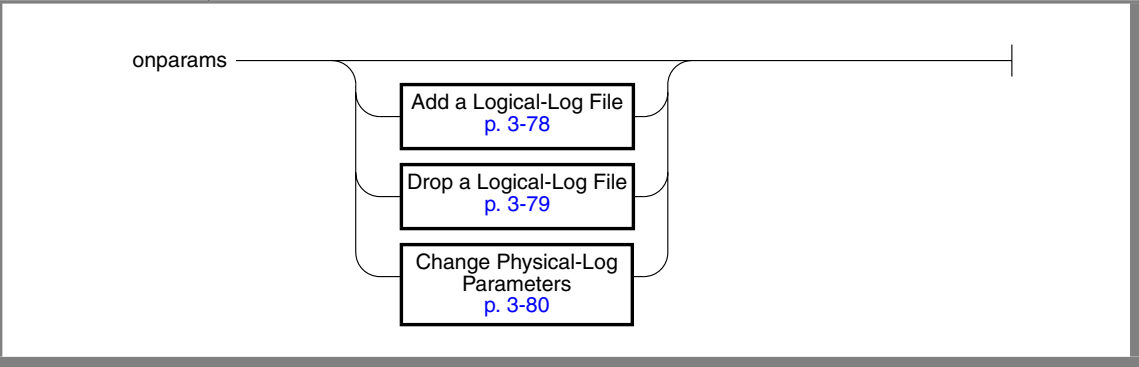 onparams
Add a Logical-Log File
p. 3-78
Drop a Logical-Log File
p. 3-79
Change Physical-Log
Parameters
p. 3-80